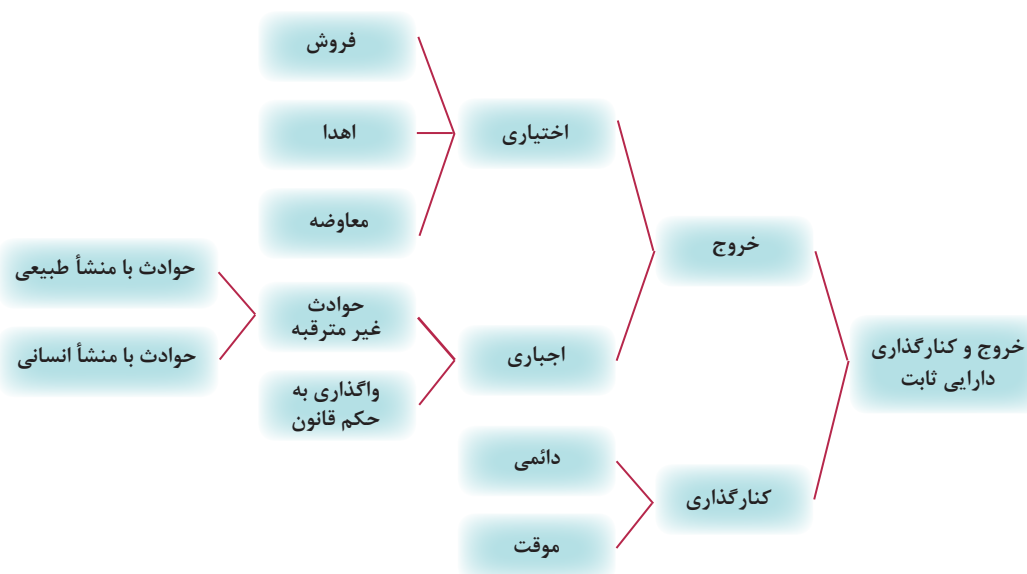 خروج و کنارگذاری
دارایی ثابت
خروج
اختیاری
فروش
اهدا
معاوضه
اجباری
حوادث
غیر مترقبه
حوادث با منشأ طبیعی
حوادث با منشأ انسانی
واگذاری به
حکم قانون
کنارگذاری
دائمی
موقت